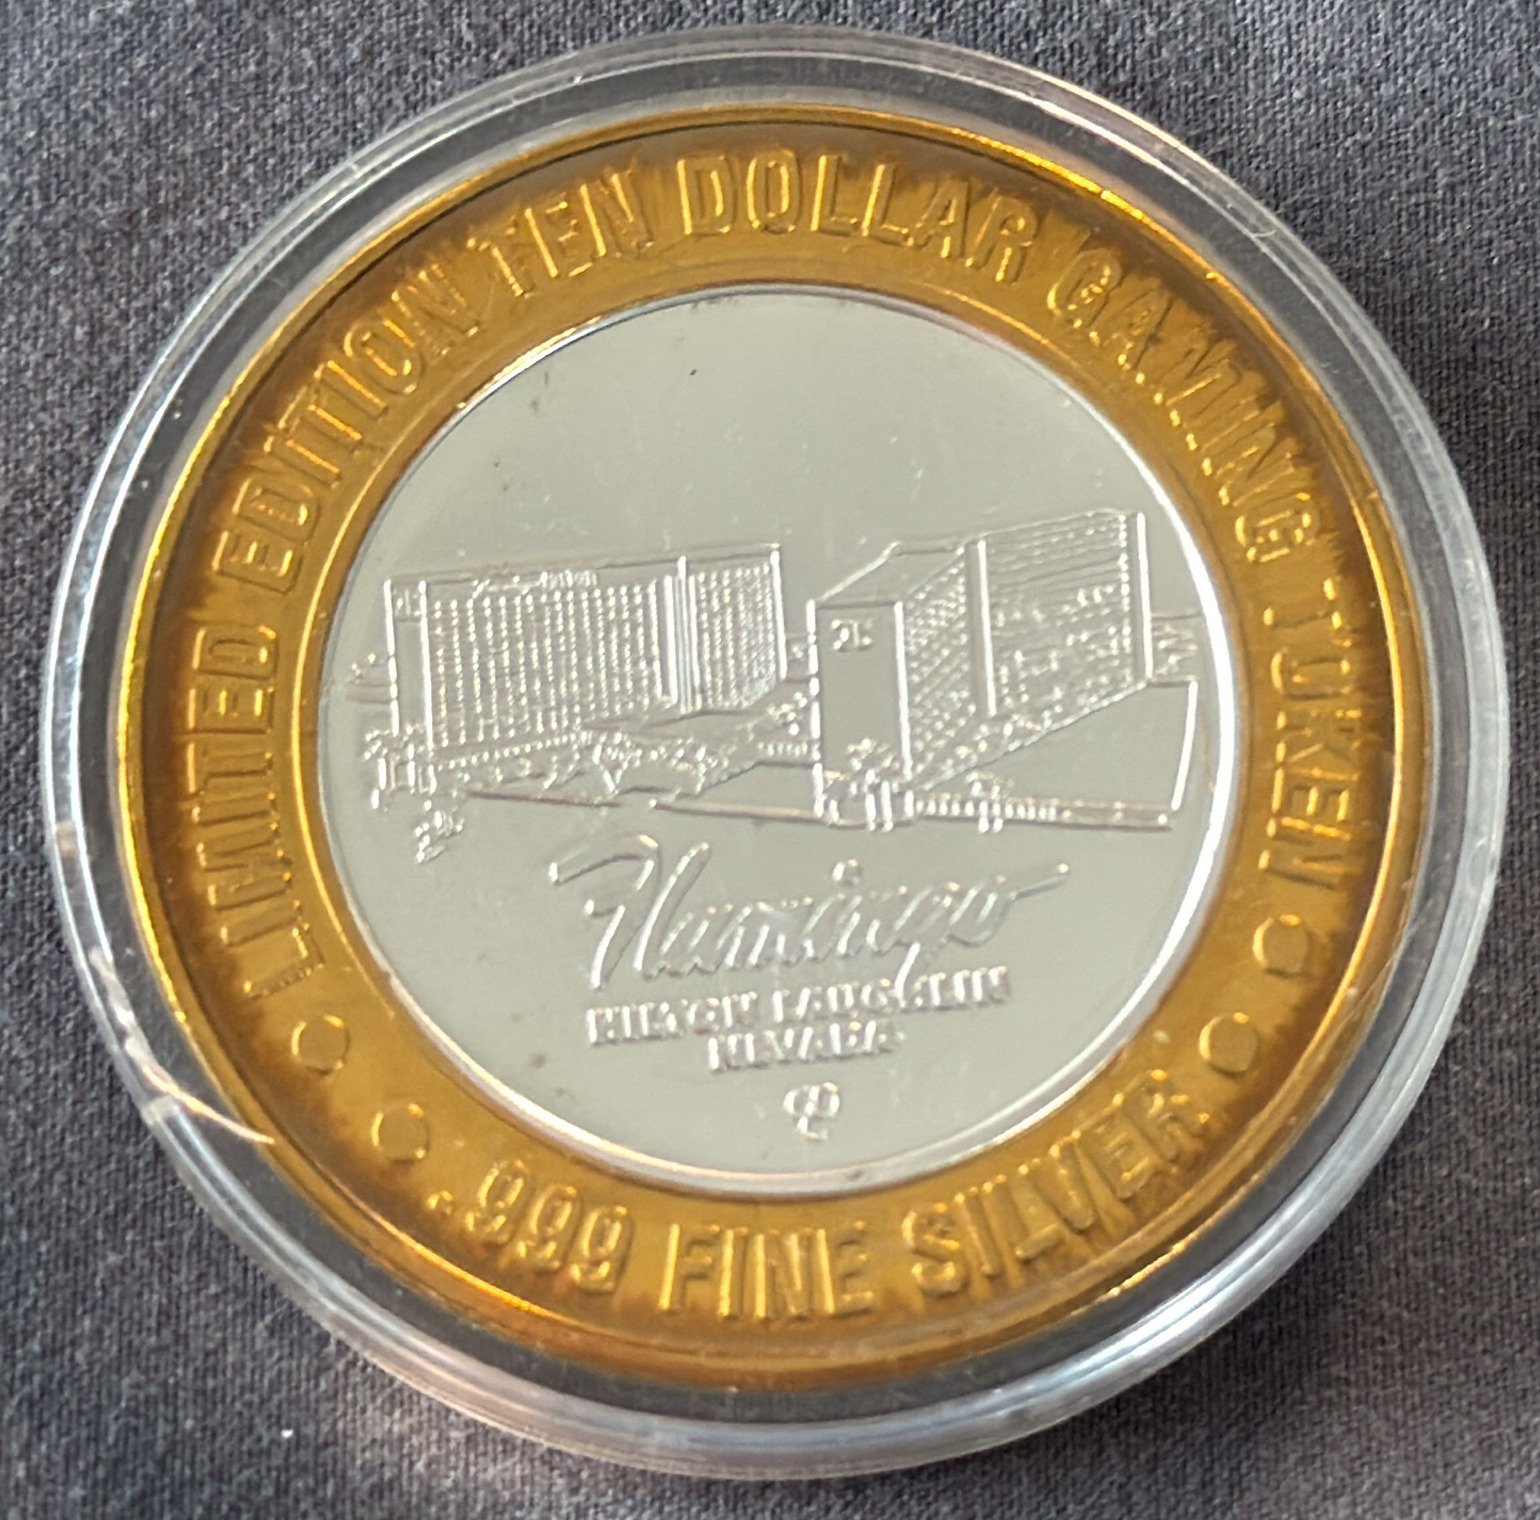 LIMITED EDITION TEN DOLLAR GAMING TOKEN
Flamingo
HILTON LAUGHLIN
NEVADA
.999 FINE SILVER